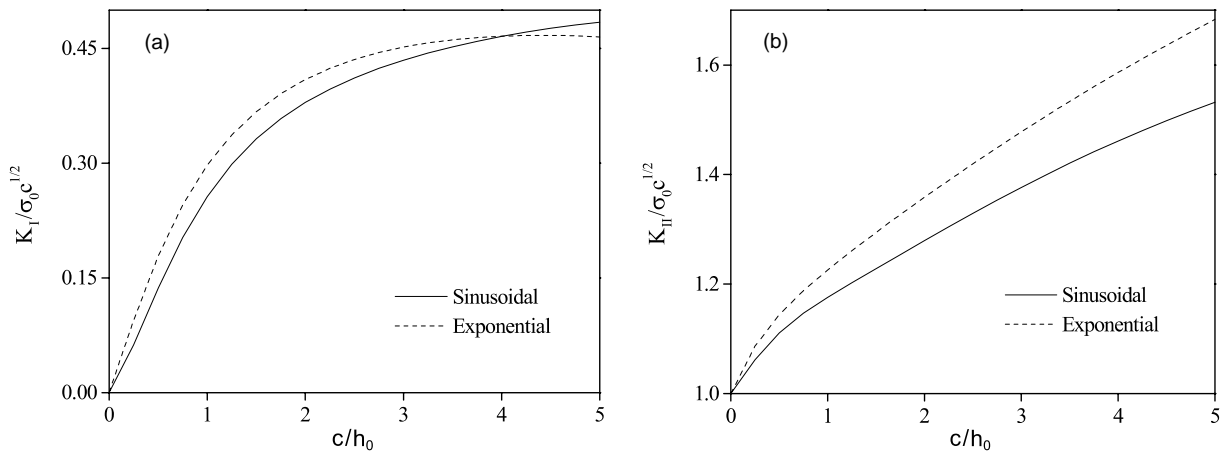 (a)
0.45
0.30
0.15
0.00
K_I/σ_0c^{1/2}
Sinusoidal
Exponential
0 1 2 3 4 5
c/h_0
(b)
1.6
1.4
1.2
1.0
K_{II}/σ_0c^{1/2}
Sinusoidal
Exponential
0 1 2 3 4 5
c/h_0